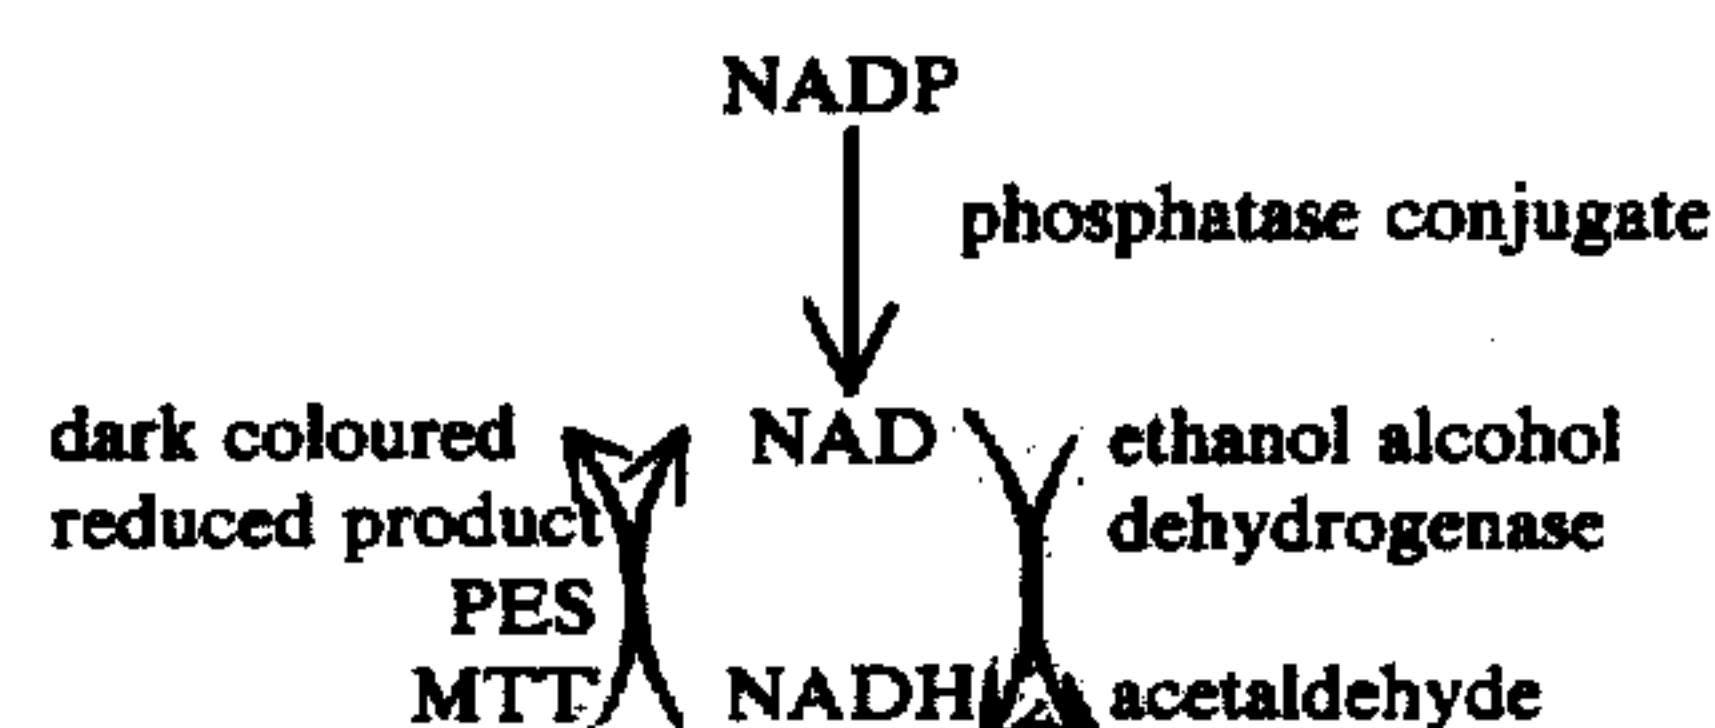 NADP
phosphatase conjugate
dark coloured
reduced product
PES
MTT
NAD
NADH
ethanol alcohol
dehydrogenase
acetaldehyde